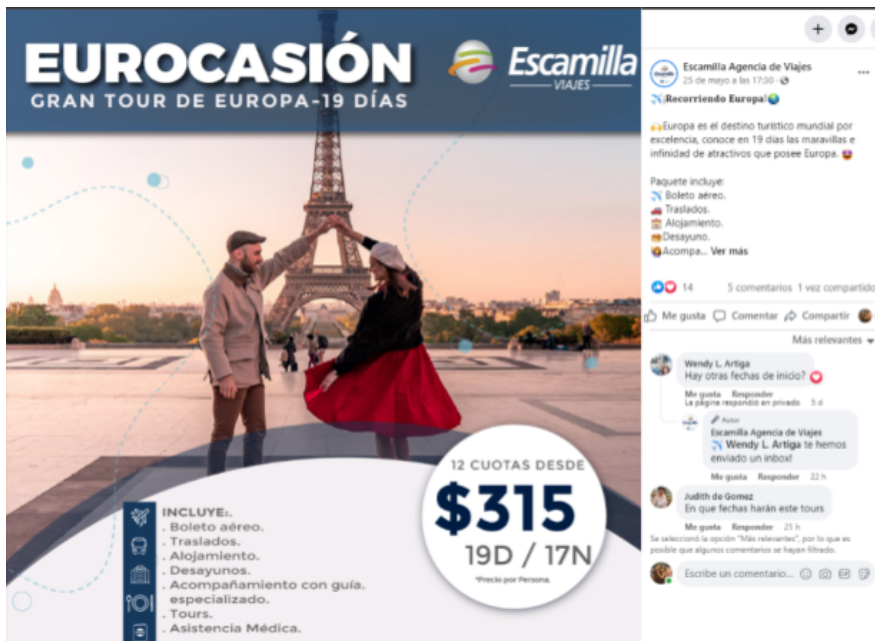 EUROCASIÓN
GRAN TOUR DE EUROPA-19 DÍAS
Escamilla
VIAJES
12 CUOTAS DESDE
$315
19D / 17N
*Precio por Persona.
INCLUYE:.
. Boleto aéreo.
. Traslados.
. Alojamiento.
. Desayunos.
. Acompañamiento con guía.
especializado.
. Tours.
. Asistencia Médica.
Escamilla Agencia de Viajes
25 de mayo a las 17:30 ·
¡Recorriendo Europa!
Europa es el destino turístico mundial por
excelencia, conoce en 19 días las maravillas e
infinidad de atractivos que posee Europa.
Paquete incluye:
Boleto aéreo.
Traslados.
Alojamiento.
Desayuno.
Acompa... Ver más
14 5 comentarios 1 vez compartido
Me gusta Comentar Compartir
Más relevantes
Wendy L. Artiga
Hay otras fechas de inicio?
Me gusta Responder
La página respondió en privado 5 d
Autor
Escamilla Agencia de Viajes
Wendy L. Artiga te hemos
enviado un inbox!
Me gusta Responder 22 h
Judith de Gomez
En que fechas harán este tours
Me gusta Responder 21 h
Se seleccionó la opción "Más relevantes", por lo que es
posible que algunos comentarios se hayan filtrado.
Escribe un comentario...